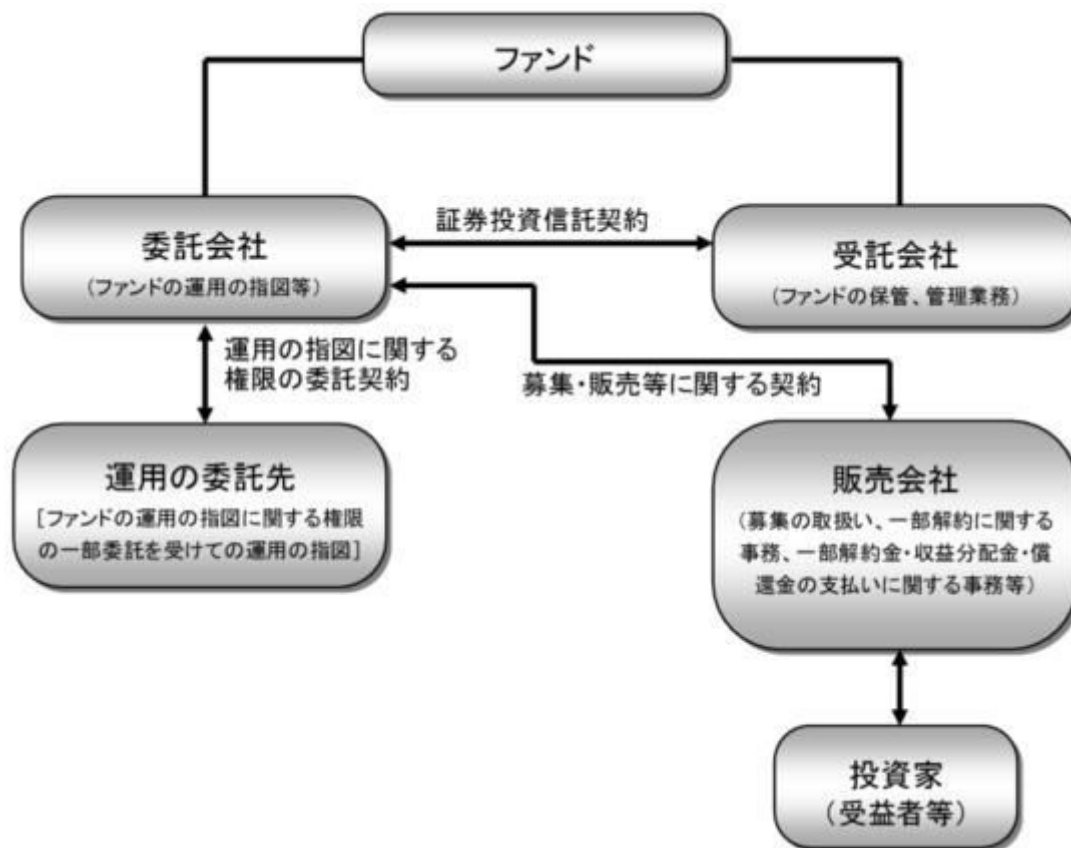 ファンド
証券投資信託契約
委託会社
(ファンドの運用の指図等)
受託会社
(ファンドの保管、管理業務)
運用の指図に関する
権限の委託契約
募集・販売等に関する契約
運用の委託先
[ファンドの運用の指図に関する権限
の一部委託を受けての運用の指図]
販売会社
(募集の取扱い、一部解約に関する
事務、一部解約金・収益分配金・償
還金の支払いに関する事務等)
投資家
(受益者等)